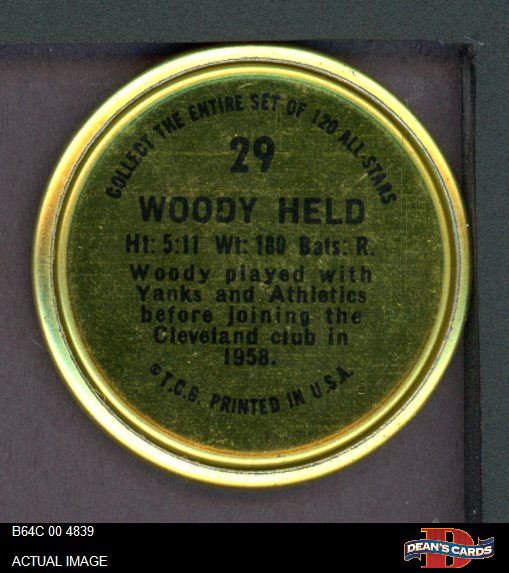 COLLECT THE ENTIRE SET OF 120 ALL-STARS
29
WOODY HELD
Ht: 5:11 Wt: 180 Bats: R.
Woody played with
Yanks and Athletics
before joining the
Cleveland club in
1958.
©T.C.G. PRINTED IN U.S.A.
B64C 00 4839
ACTUAL IMAGE
D
DEAN'S CARDS